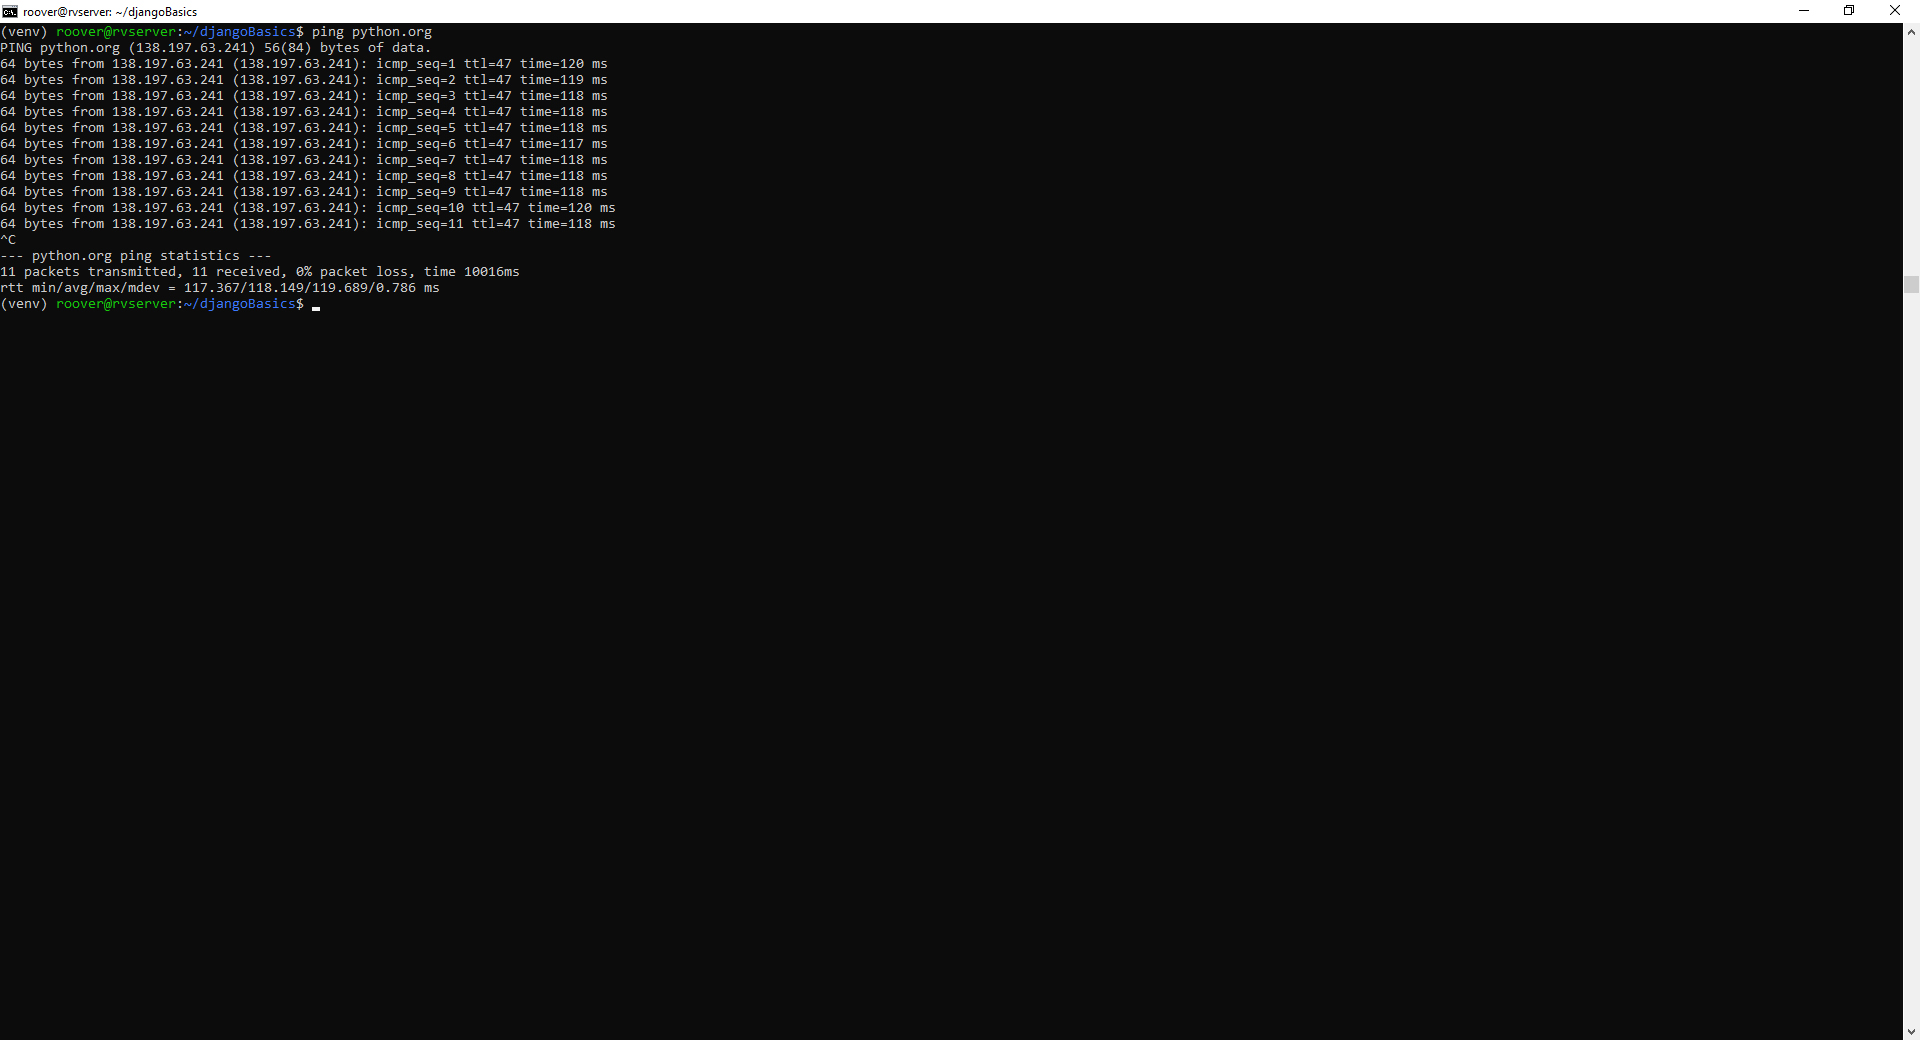 roover@rvserver: ~/djangoBasics
(venv) roover@rvserver:~/djangoBasics$ ping python.org
PING python.org (138.197.63.241) 56(84) bytes of data.
64 bytes from 138.197.63.241 (138.197.63.241): icmp_seq=1 ttl=47 time=120 ms
64 bytes from 138.197.63.241 (138.197.63.241): icmp_seq=2 ttl=47 time=119 ms
64 bytes from 138.197.63.241 (138.197.63.241): icmp_seq=3 ttl=47 time=118 ms
64 bytes from 138.197.63.241 (138.197.63.241): icmp_seq=4 ttl=47 time=118 ms
64 bytes from 138.197.63.241 (138.197.63.241): icmp_seq=5 ttl=47 time=118 ms
64 bytes from 138.197.63.241 (138.197.63.241): icmp_seq=6 ttl=47 time=117 ms
64 bytes from 138.197.63.241 (138.197.63.241): icmp_seq=7 ttl=47 time=118 ms
64 bytes from 138.197.63.241 (138.197.63.241): icmp_seq=8 ttl=47 time=118 ms
64 bytes from 138.197.63.241 (138.197.63.241): icmp_seq=9 ttl=47 time=118 ms
64 bytes from 138.197.63.241 (138.197.63.241): icmp_seq=10 ttl=47 time=120 ms
64 bytes from 138.197.63.241 (138.197.63.241): icmp_seq=11 ttl=47 time=118 ms
^C
--- python.org ping statistics ---
11 packets transmitted, 11 received, 0% packet loss, time 10016ms
rtt min/avg/max/mdev = 117.367/118.149/119.689/0.786 ms
(venv) roover@rvserver:~/djangoBasics$